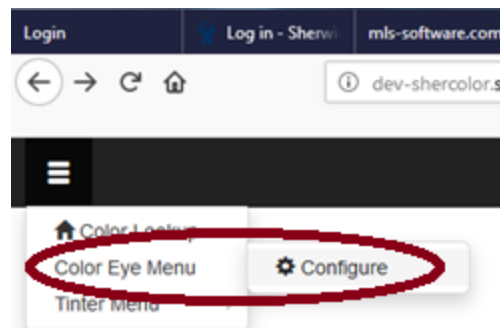 Login
Log in - Sherwi
mls-software.com
dev-shercolor.s
Color Lookup
Color Eye Menu
Configure
Tinter Menu